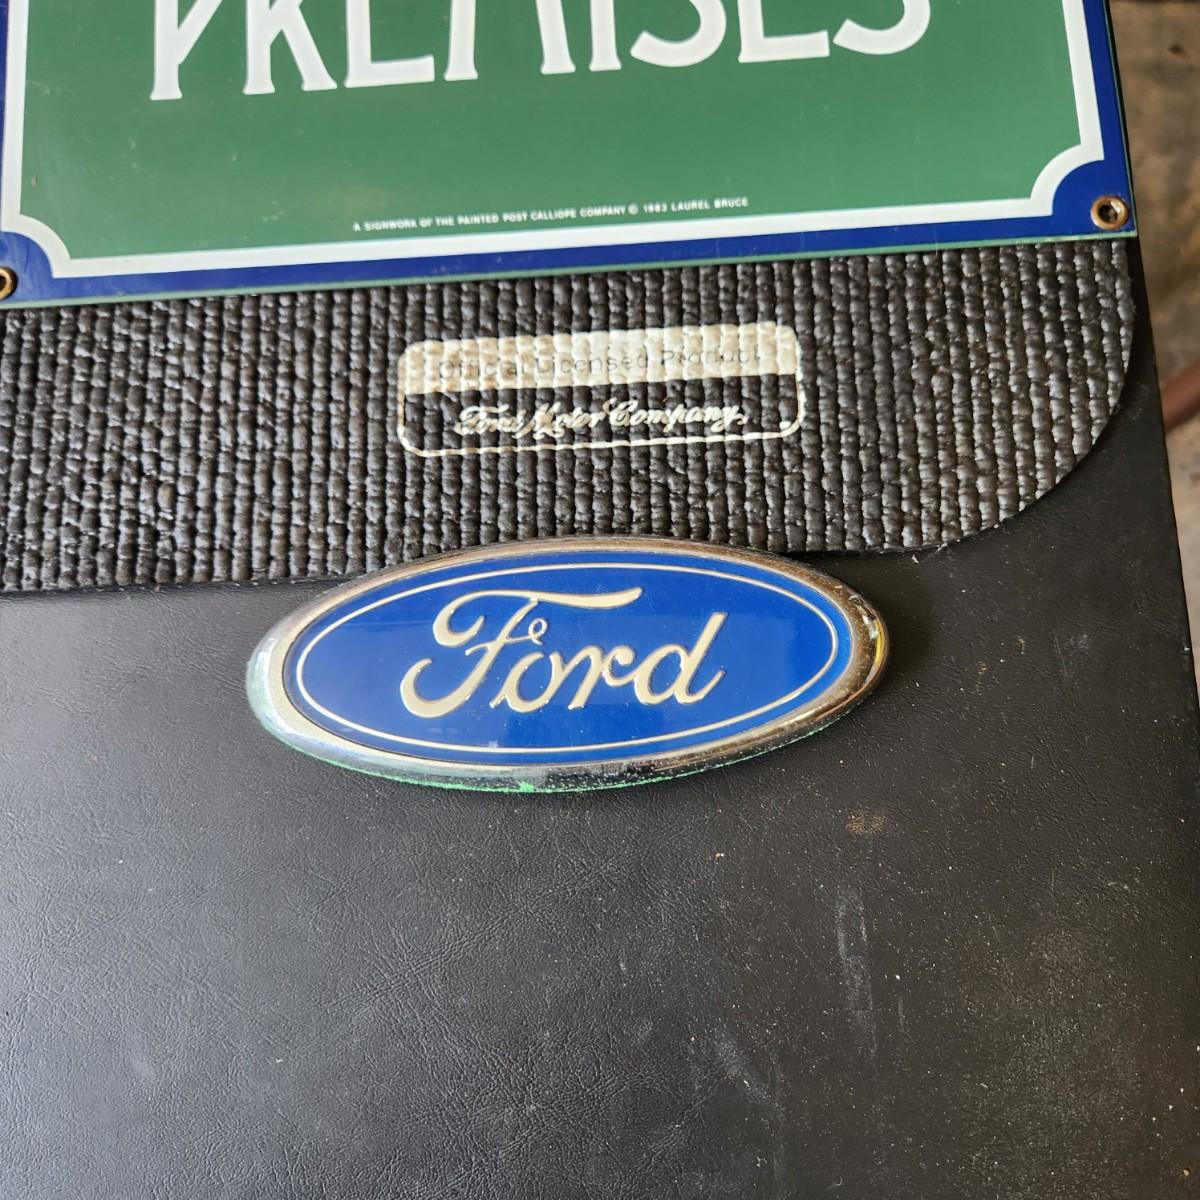 PREMISES
A SIGNWORK OF THE PAINTED POST CALLIOPE COMPANY © 1983 LAUREL BRUCE
Official Licensed Product
Ford Motor Company
Ford